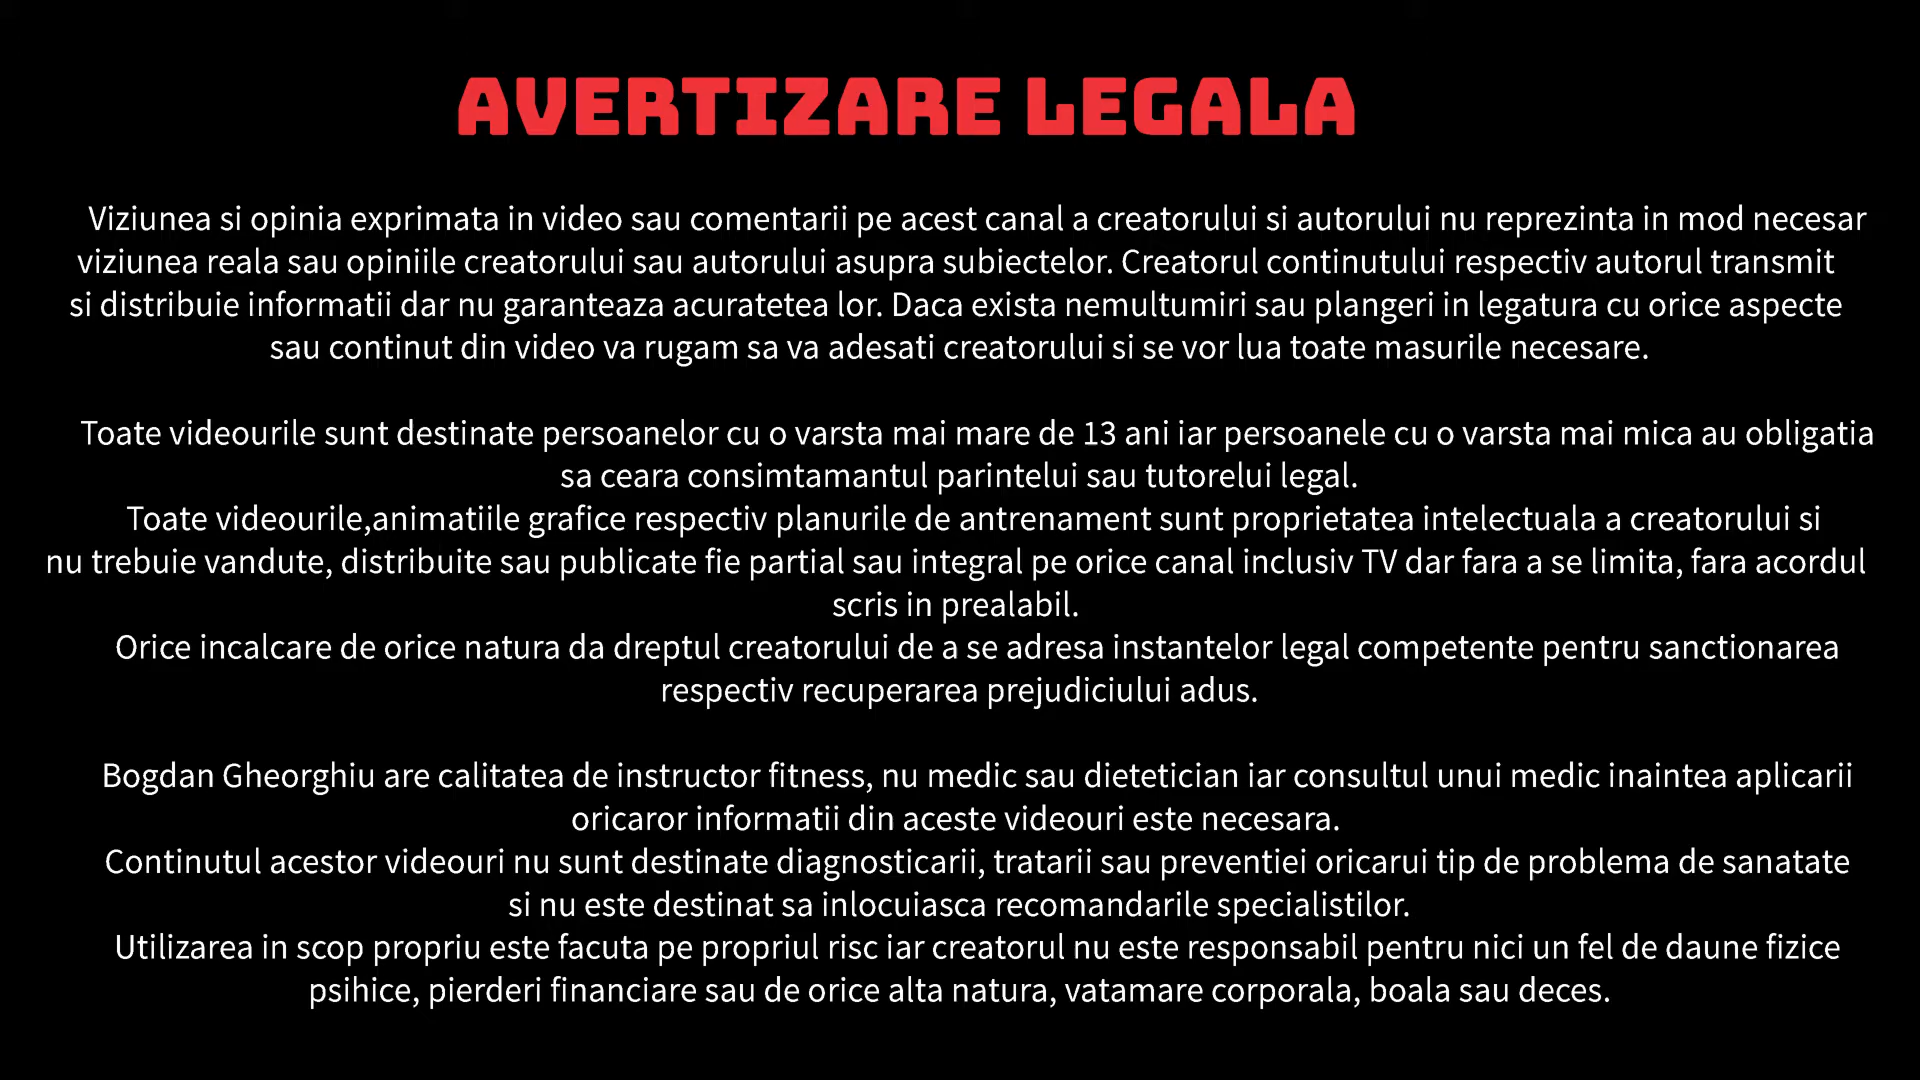 AVERTIZARE LEGALA
Viziunea si opinia exprimata in video sau comentarii pe acest canal a creatorului si autorului nu reprezinta in mod necesar
viziunea reala sau opiniile creatorului sau autorului asupra subiectelor. Creatorul continutului respectiv autorul transmit
si distribuie informatii dar nu garanteaza acuratetea lor. Daca exista nemultumiri sau plangeri in legatura cu orice aspecte
sau continut din video va rugam sa va adesati creatorului si se vor lua toate masurile necesare.
Toate videourile sunt destinate persoanelor cu o varsta mai mare de 13 ani iar persoanele cu o varsta mai mica au obligatia
sa ceara consimtamantul parintelui sau tutorelui legal.
Toate videourile,animatiile grafice respectiv planurile de antrenament sunt proprietatea intelectuala a creatorului si
nu trebuie vandute, distribuite sau publicate fie partial sau integral pe orice canal inclusiv TV dar fara a se limita, fara acordul
scris in prealabil.
Orice incalcare de orice natura da dreptul creatorului de a se adresa instantelor legal competente pentru sanctionarea
respectiv recuperarea prejudiciului adus.
Bogdan Gheorghiu are calitatea de instructor fitness, nu medic sau dietetician iar consultul unui medic inaintea aplicarii
oricaror informatii din aceste videouri este necesara.
Continutul acestor videouri nu sunt destinate diagnosticarii, tratarii sau preventiei oricarui tip de problema de sanatate
si nu este destinat sa inlocuiasca recomandarile specialistilor.
Utilizarea in scop propriu este facuta pe propriul risc iar creatorul nu este responsabil pentru nici un fel de daune fizice
psihice, pierderi financiare sau de orice alta natura, vatamare corporala, boala sau deces.